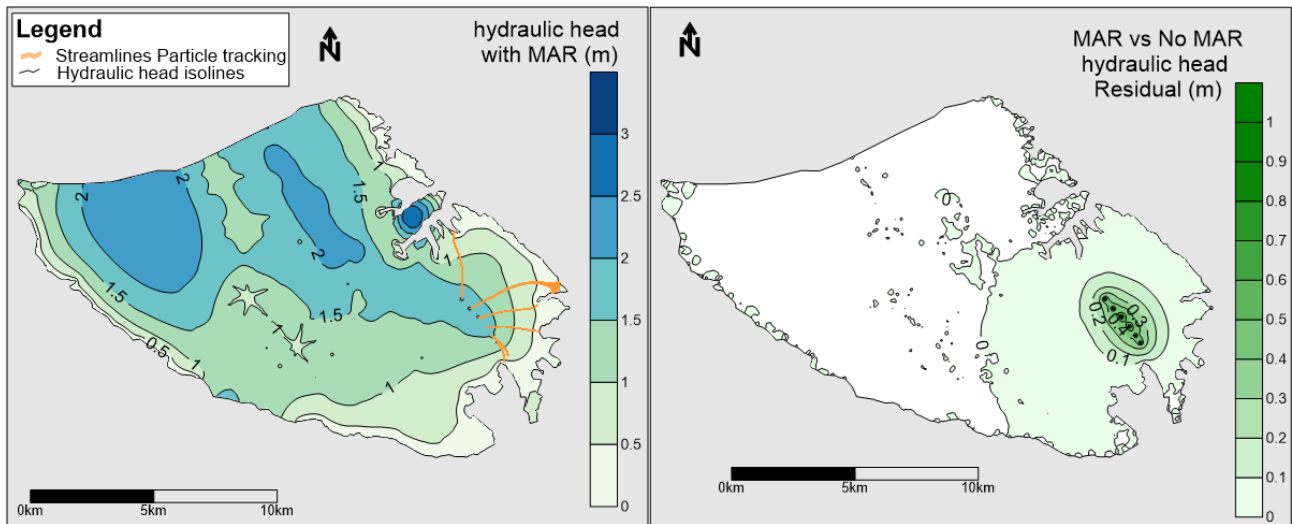 Legend
Streamlines Particle tracking
Hydraulic head isolines
N
hydraulic head
with MAR (m)
3
2.5
2
1.5
1
0.5
0
2
2
2
1.5
1
1.5
1
1
1.5
0.5
1
1
0km
5km
10km
N
MAR vs No MAR
hydraulic head
Residual (m)
1
0.9
0.8
0.7
0.6
0.5
0.4
0.3
0.2
0.1
0
0
0
0.3
0.2
0.1
0km
5km
10km